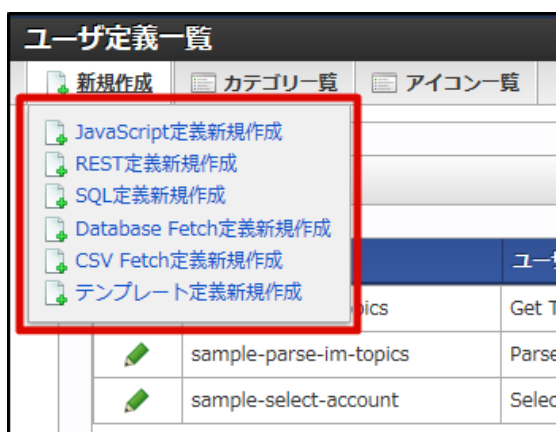 ユーザ定義一覧
新規作成 カテゴリ一覧 アイコン一覧
JavaScript定義新規作成
REST定義新規作成
SQL定義新規作成
Database Fetch定義新規作成
CSV Fetch定義新規作成
テンプレート定義新規作成
ユー
pics Get
sample-parse-im-topics Parse
sample-select-account Selec